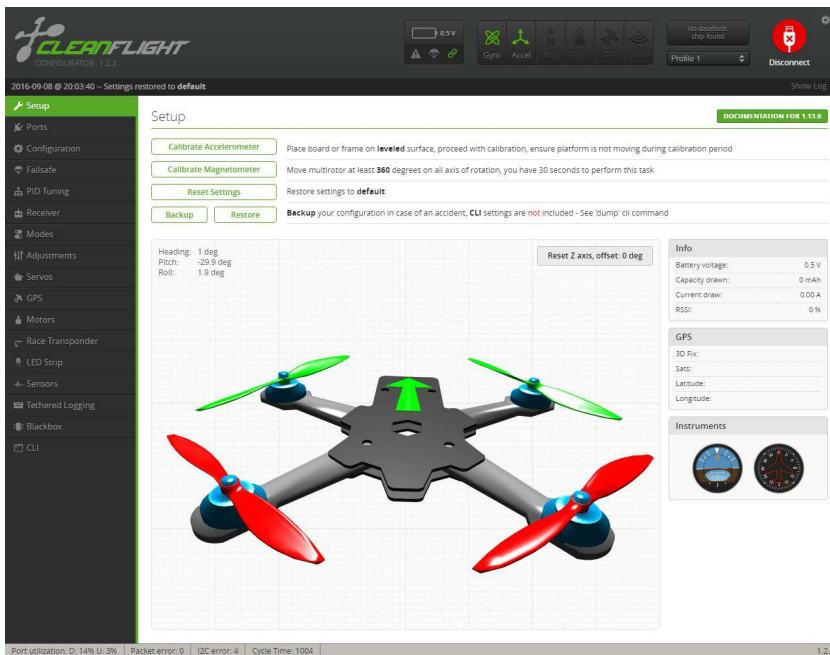 CLEANFLIGHT
CONFIGURATOR 1.2.2
0.5 V
Gyro Accel Mag Baro GPS Sonar
No dataflash
chip found
Profile 1
Disconnect
2016-09-08 @ 20:03:40 -- Settings restored to default
Show Log
Setup
Ports
Configuration
Failsafe
PID Tuning
Receiver
Modes
Adjustments
Servos
GPS
Motors
Race Transponder
LED Strip
Sensors
Tethered Logging
Blackbox
CLI
Setup
DOCUMENTATION FOR 1.13.0
Calibrate Accelerometer
Place board or frame on leveled surface, proceed with calibration, ensure platform is not moving during calibration period
Calibrate Magnetometer
Move multirotor at least 360 degrees on all axis of rotation, you have 30 seconds to perform this task
Reset Settings
Restore settings to default
Backup Restore
Backup your configuration in case of an accident, CLI settings are not included - See 'dump' cli command
Heading: 1 deg
Pitch: -29.9 deg
Roll: 1.9 deg
Reset Z axis, offset: 0 deg
Info
Battery voltage: 0.5 V
Capacity drawn: 0 mAh
Current draw: 0.00 A
RSSI: 0 %
GPS
3D Fix:
Sats:
Latitude:
Longitude:
Instruments
Port utilization: D: 14% U: 3% Packet error: 0 I2C error: 4 Cycle Time: 1004
1.2.